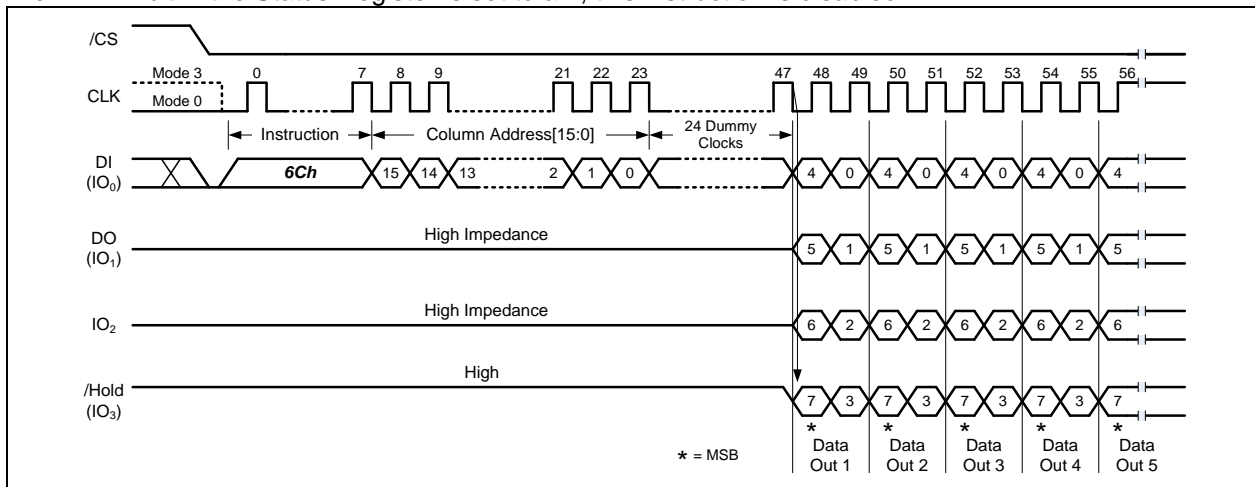 /CS
Mode 3 0 7 8 9 21 22 23 47 48 49 50 51 52 53 54 55 56
CLK
Mode 0
Instruction Column Address[15:0] 24 Dummy
Clocks
DI
(IO0) 6Ch 15 14 13 2 1 0 4 0 4 0 4 0 4 0 4
High Impedance
DO
(IO1) 5 1 5 1 5 1 5 1 5
High Impedance
IO2 6 2 6 2 6 2 6 2 6
High
/Hold
(IO3) 7 3 7 3 7 3 7 3 7
* * * * *
* = MSB
Data Data Data Data Data
Out 1 Out 2 Out 3 Out 4 Out 5